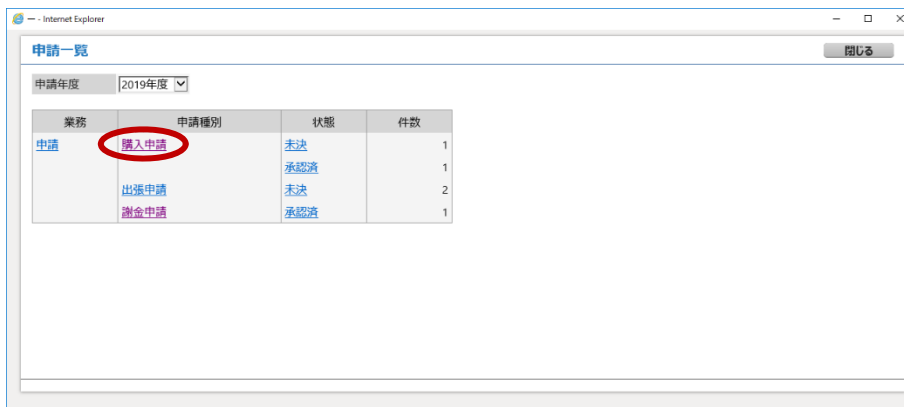 ー - Internet Explorer
申請一覧 閉じる
申請年度 2019年度
業務 申請種別 状態 件数
申請 購入申請 未決 1
承認済 1
出張申請 未決 2
謝金申請 承認済 1